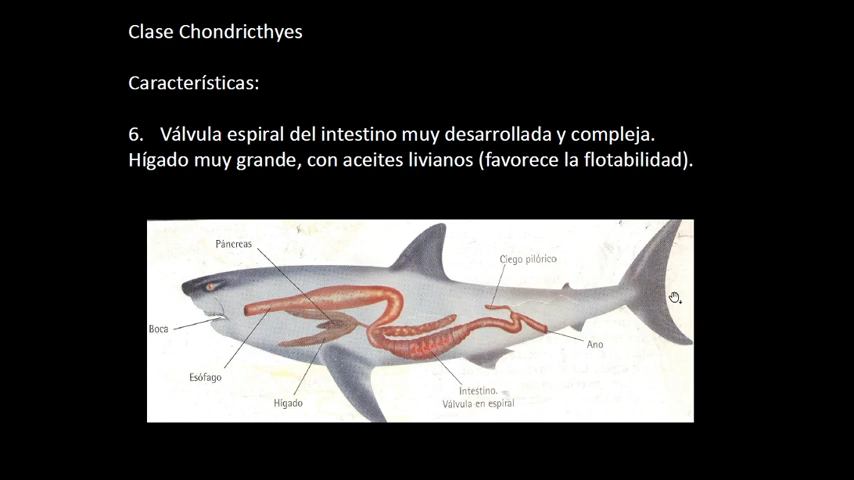 Clase Chondricthyes
Características:
6. Válvula espiral del intestino muy desarrollada y compleja.
Hígado muy grande, con aceites livianos (favorece la flotabilidad).
Páncreas
Ciego pilórico
Boca
Ano
Esófago
Hígado
Intestino.
Válvula en espiral